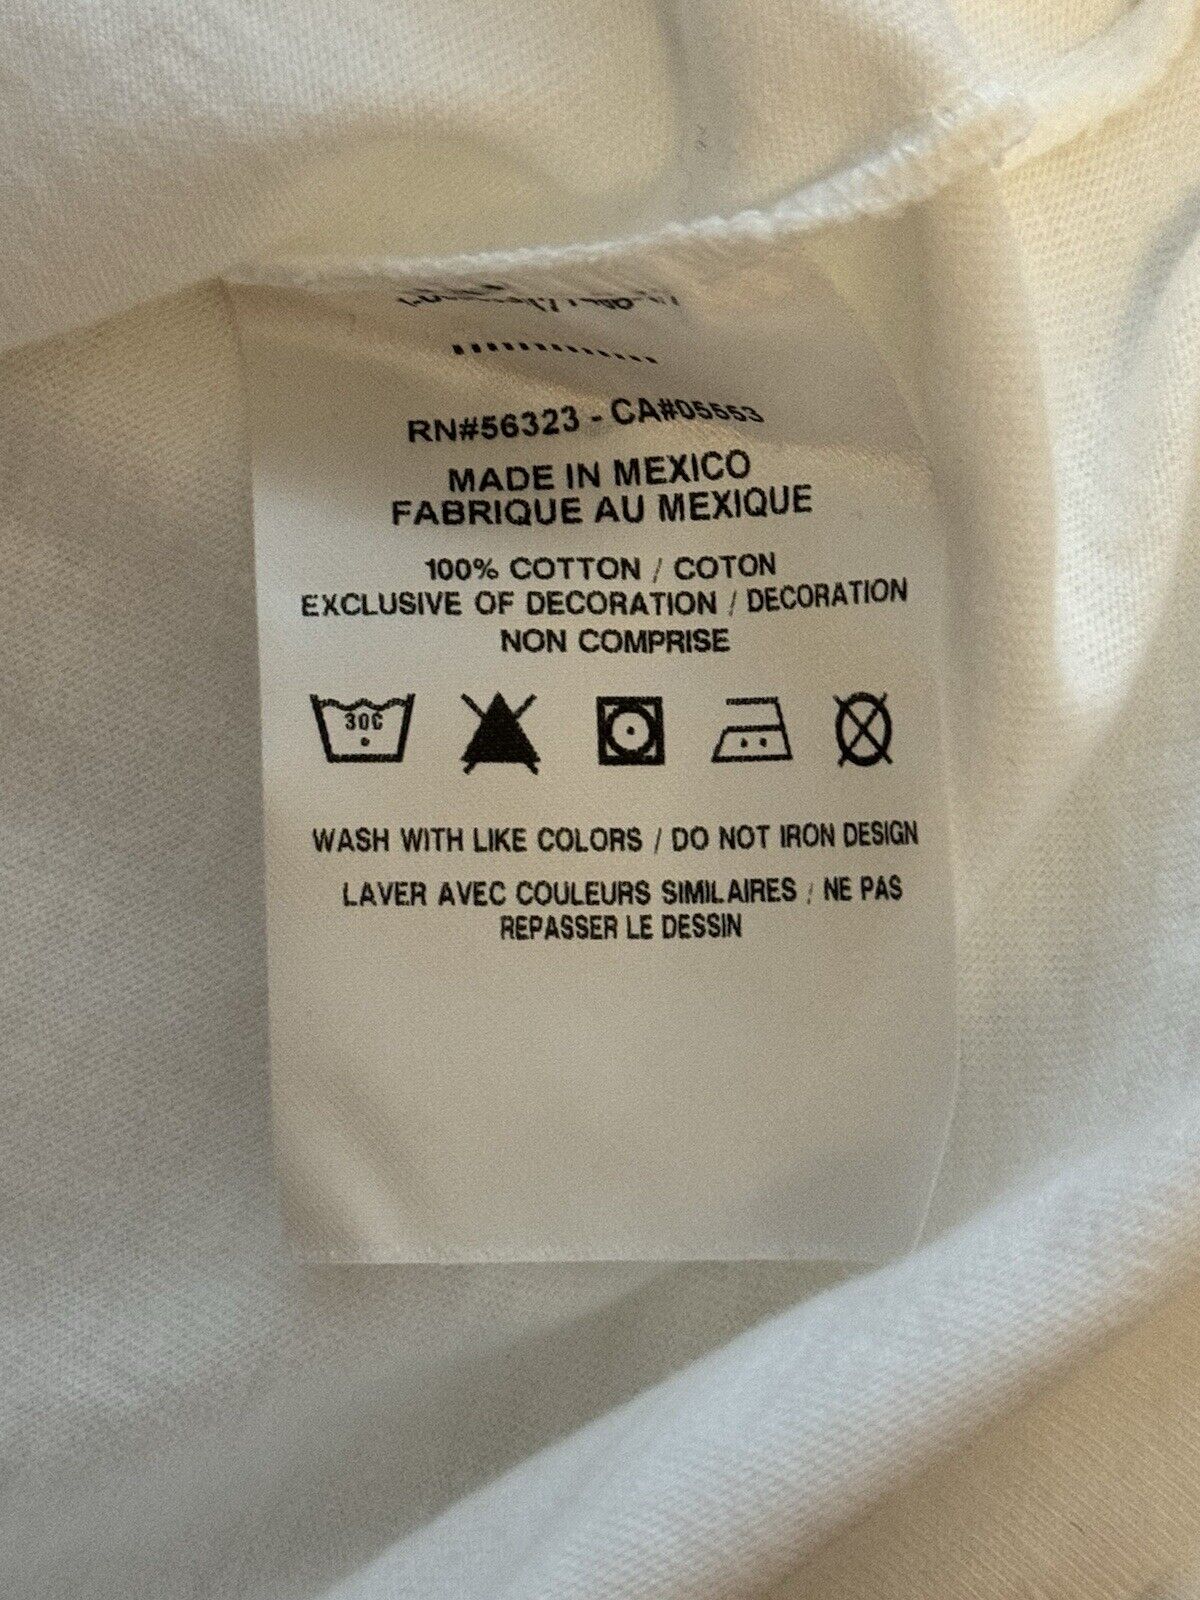 RN#56323 - CA#05553
MADE IN MEXICO
FABRIQUE AU MEXIQUE
100% COTTON / COTON
EXCLUSIVE OF DECORATION / DECORATION
NON COMPRISE
30C
WASH WITH LIKE COLORS / DO NOT IRON DESIGN
LAVER AVEC COULEURS SIMILAIRES / NE PAS
REPASSER LE DESSIN